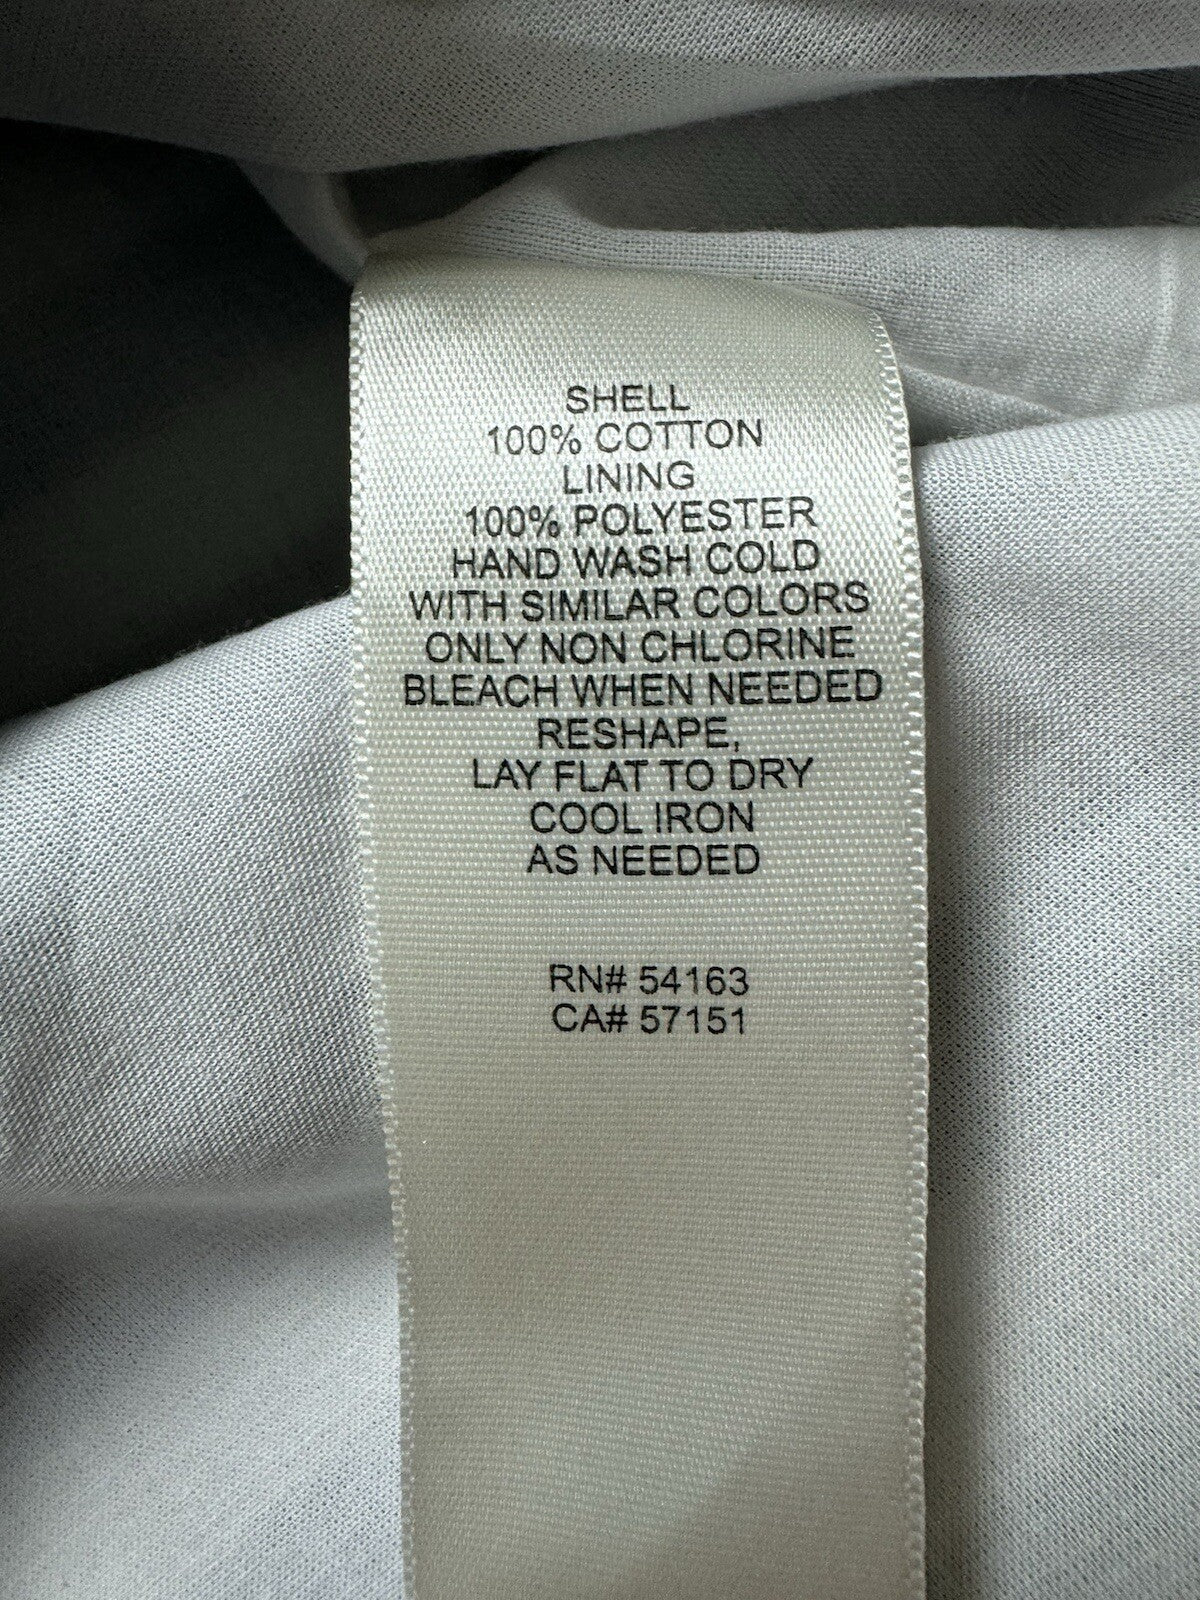 SHELL
100% COTTON
LINING
100% POLYESTER
HAND WASH COLD
WITH SIMILAR COLORS
ONLY NON CHLORINE
BLEACH WHEN NEEDED
RESHAPE,
LAY FLAT TO DRY
COOL IRON
AS NEEDED
RN# 54163
CA# 57151